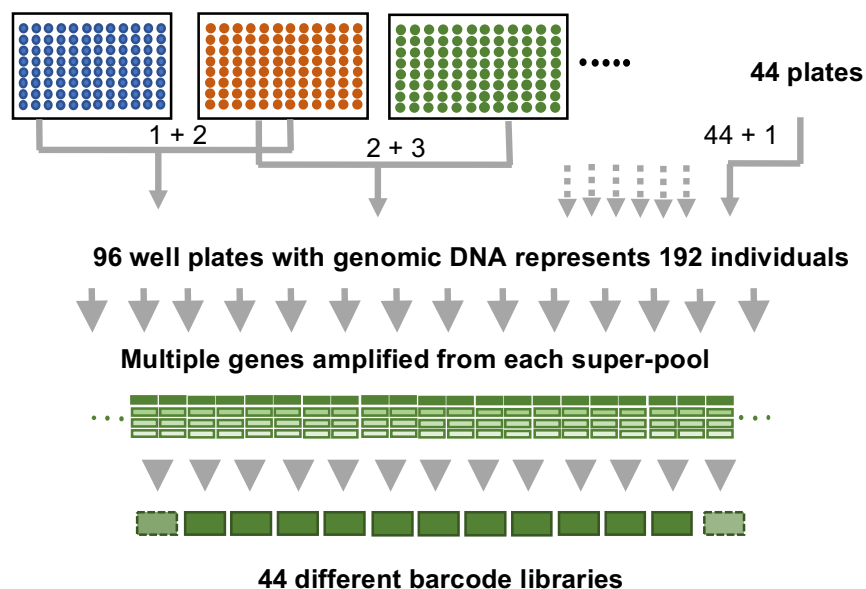 44 plates
1 + 2
2 + 3
44 + 1
96 well plates with genomic DNA represents 192 individuals
Multiple genes amplified from each super-pool
44 different barcode libraries